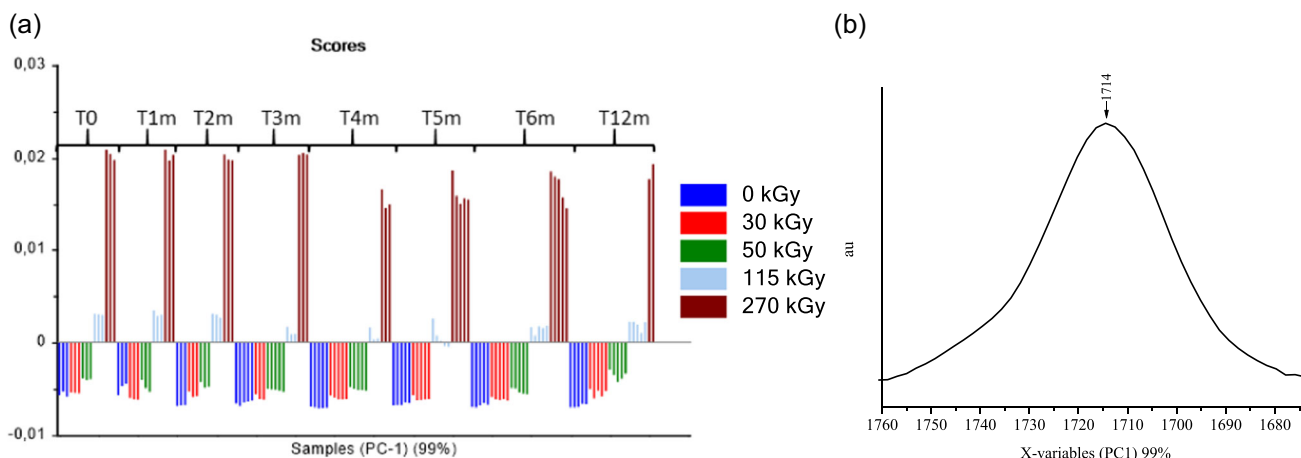 (a)
Scores
0,03
0,02
0,01
0
-0,01
T0 T1m T2m T3m T4m T5m T6m T12m
Samples (PC-1) (99%)
0 kGy
30 kGy
50 kGy
115 kGy
270 kGy
(b)
1714
au
1760 1750 1740 1730 1720 1710 1700 1690 1680
X-variables (PC1) 99%